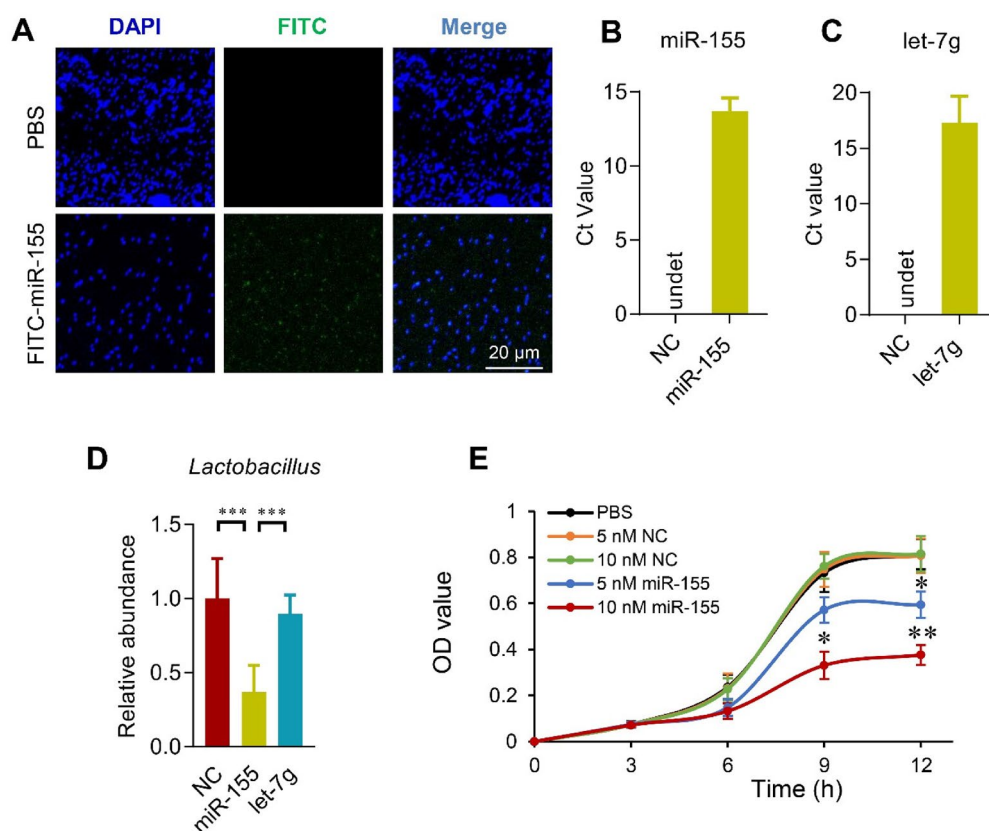 A
DAPI
FITC
Merge
PBS
FITC-miR-155
20 μm
B
miR-155
Ct Value
15
10
5
0
undet
NC
miR-155
C
let-7g
Ct value
20
15
10
5
0
undet
NC
let-7g
D
Lactobacillus
Relative abundance
1.5
1.0
0.5
0.0
*** ***
NC
miR-155
let-7g
E
OD value
1
0.8
0.6
0.4
0.2
0
PBS
5 nM NC
10 nM NC
5 nM miR-155
10 nM miR-155
*
*
**
0 3 6 9 12
Time (h)